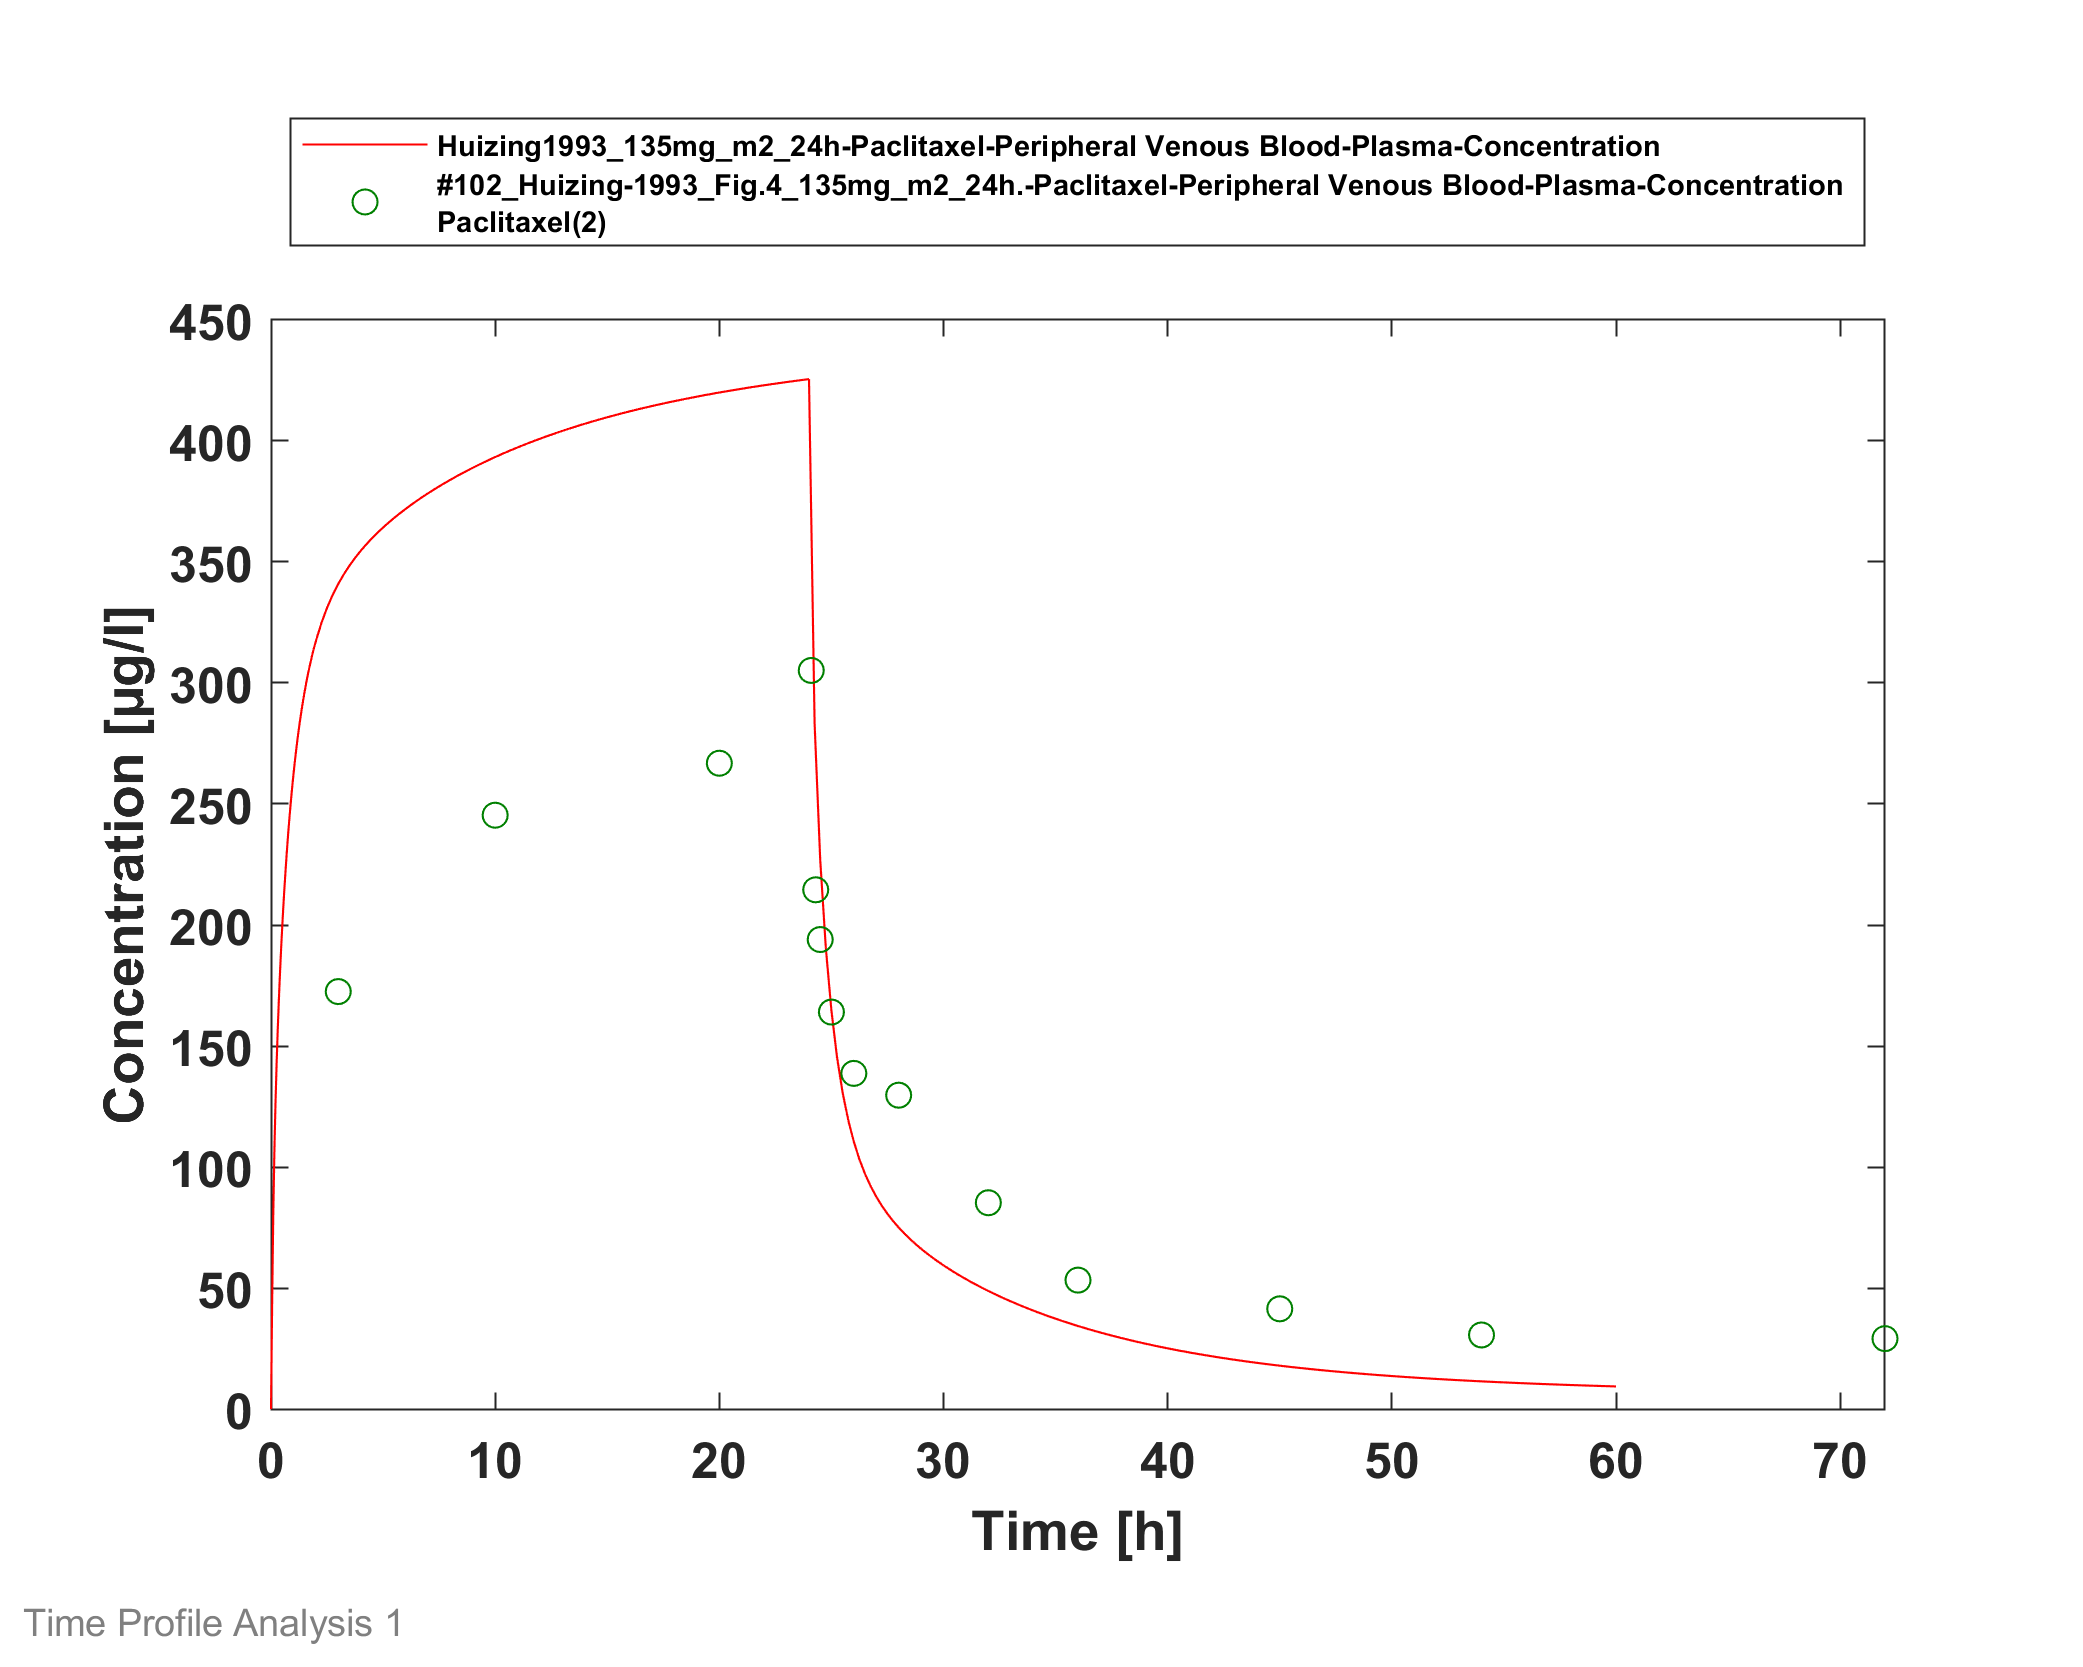 Huizing1993_135mg_m2_24h-Paclitaxel-Peripheral Venous Blood-Plasma-Concentration
#102_Huizing-1993_Fig.4_135mg_m2_24h.-Paclitaxel-Peripheral Venous Blood-Plasma-Concentration
Paclitaxel(2)
450
400
350
300
250
200
150
100
50
0
Concentration [µg/l]
0 10 20 30 40 50 60 70
Time [h]
Time Profile Analysis 1